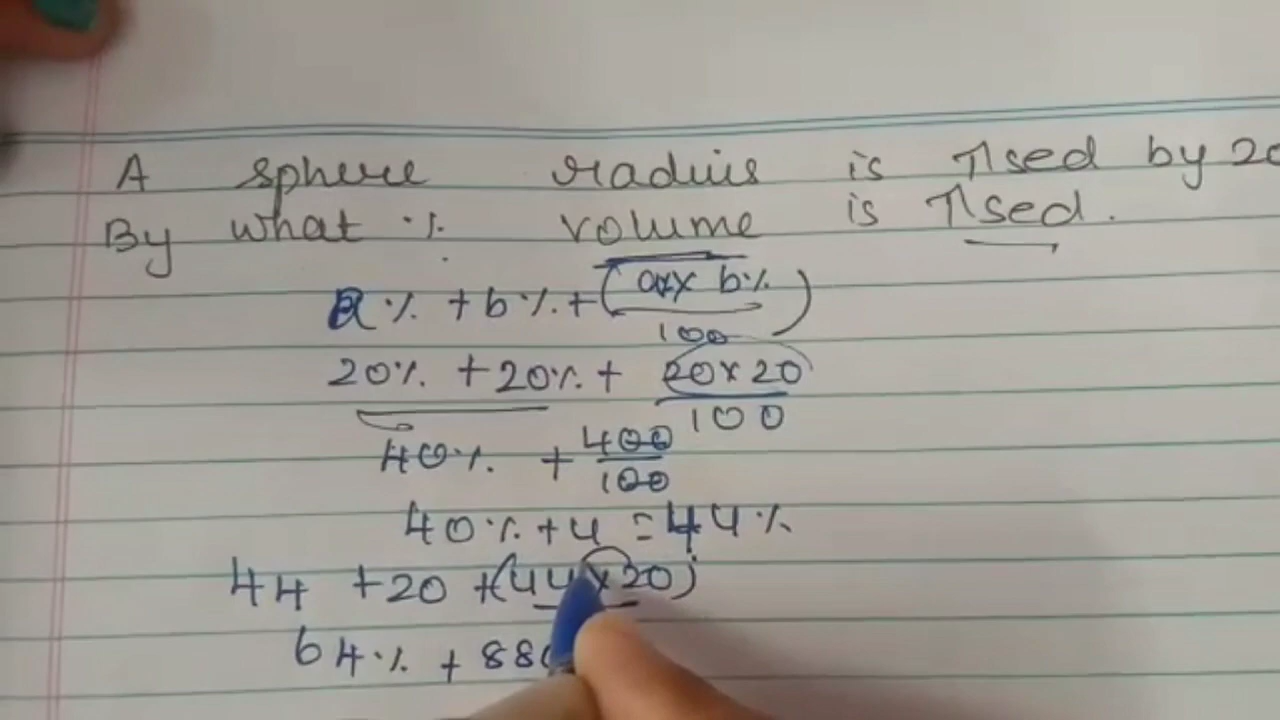 A sphere radius is ↑sed by 20
By what % volume is ↑sed.
a% + b% + (a% x b% / 100)
20% + 20% + 20 x 20 / 100
40% + 400 / 100
40% + 4 = 44%
44 + 20 + (44 x 20)
64% + 880